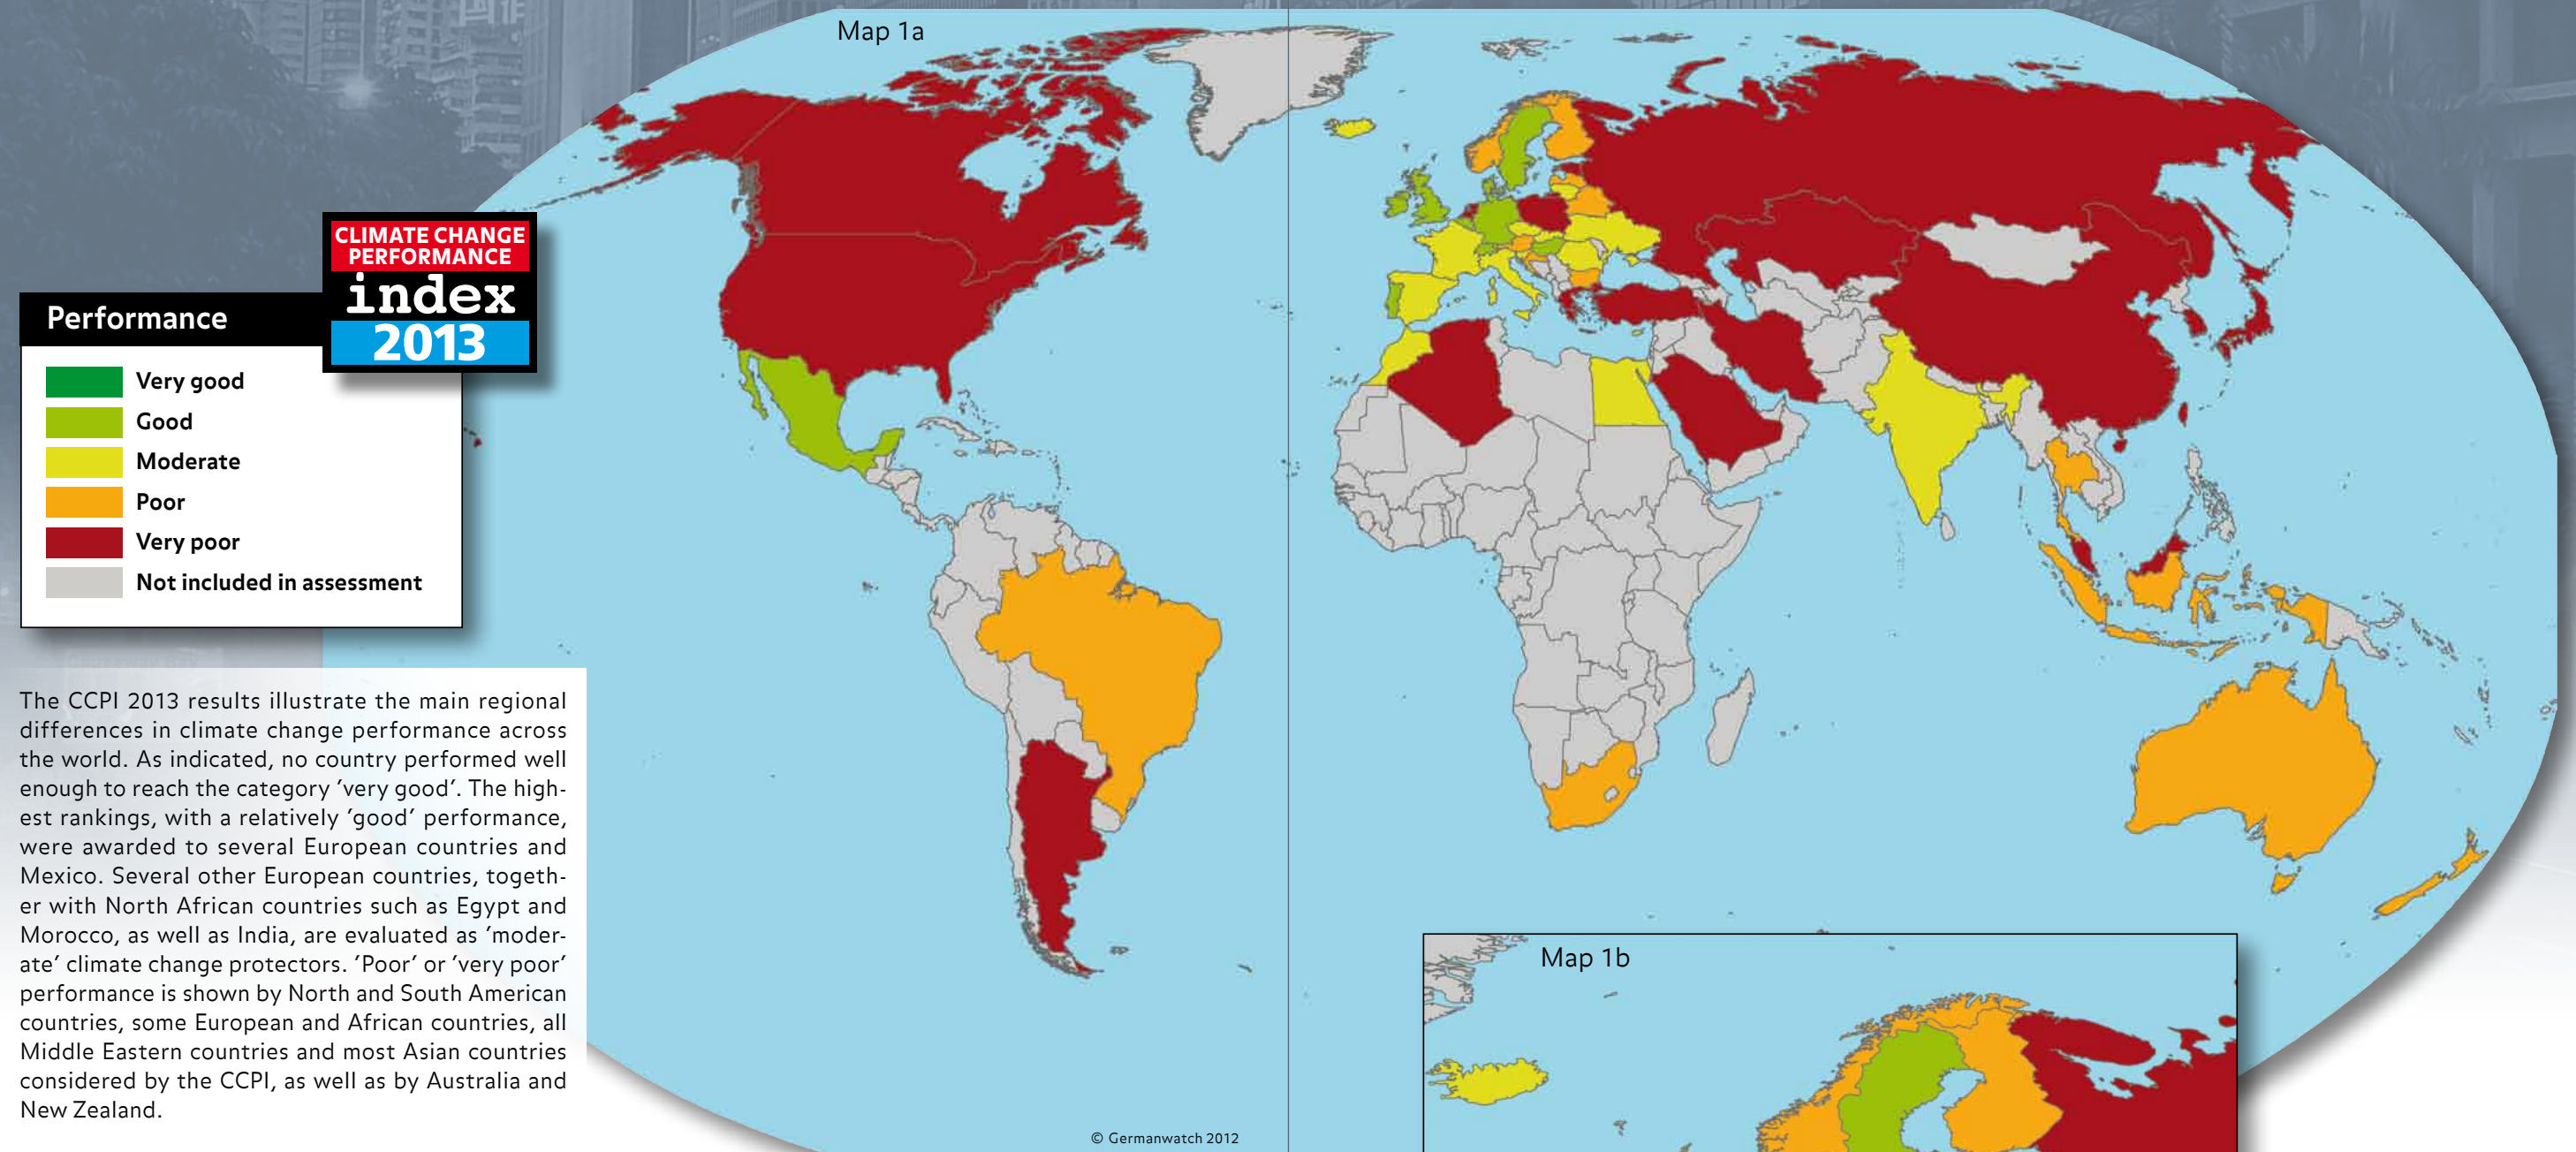 Map 1a
CLIMATE CHANGE
PERFORMANCE
index
2013
Performance
Very good
Good
Moderate
Poor
Very poor
Not included in assessment
The CCPI 2013 results illustrate the main regional
differences in climate change performance across
the world. As indicated, no country performed well
enough to reach the category ’very good’. The high-
est rankings, with a relatively ’good’ performance,
were awarded to several European countries and
Mexico. Several other European countries, togeth-
er with North African countries such as Egypt and
Morocco, as well as India, are evaluated as ’moder-
ate’ climate change protectors. ’Poor’ or ’very poor’
performance is shown by North and South American
countries, some European and African countries, all
Middle Eastern countries and most Asian countries
considered by the CCPI, as well as by Australia and
New Zealand.
Map 1b
© Germanwatch 2012